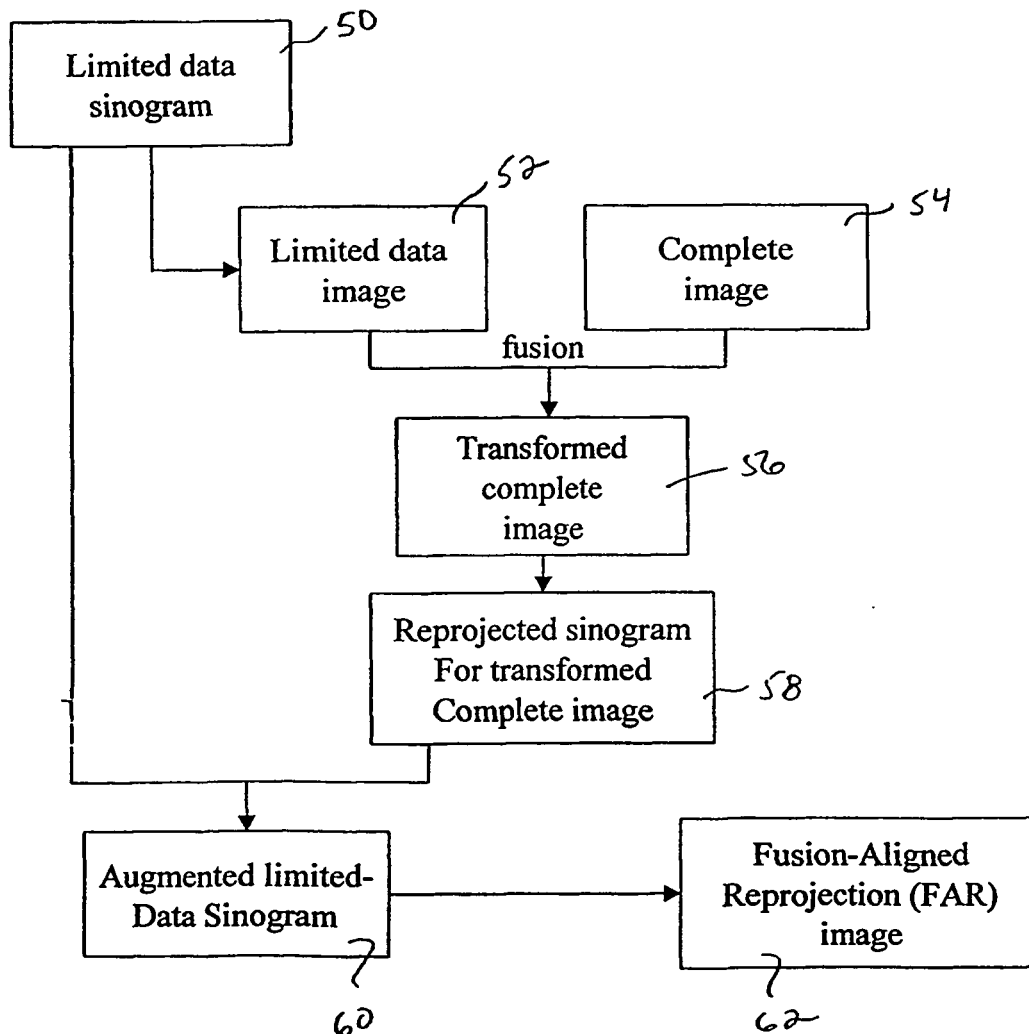 50
Limited data
sinogram
52
54
Limited data
image
Complete
image
fusion
Transformed
complete
image
56
Reprojected sinogram
For transformed
Complete image
58
Augmented limited-
Data Sinogram
Fusion-Aligned
Reprojection (FAR)
image
60
62